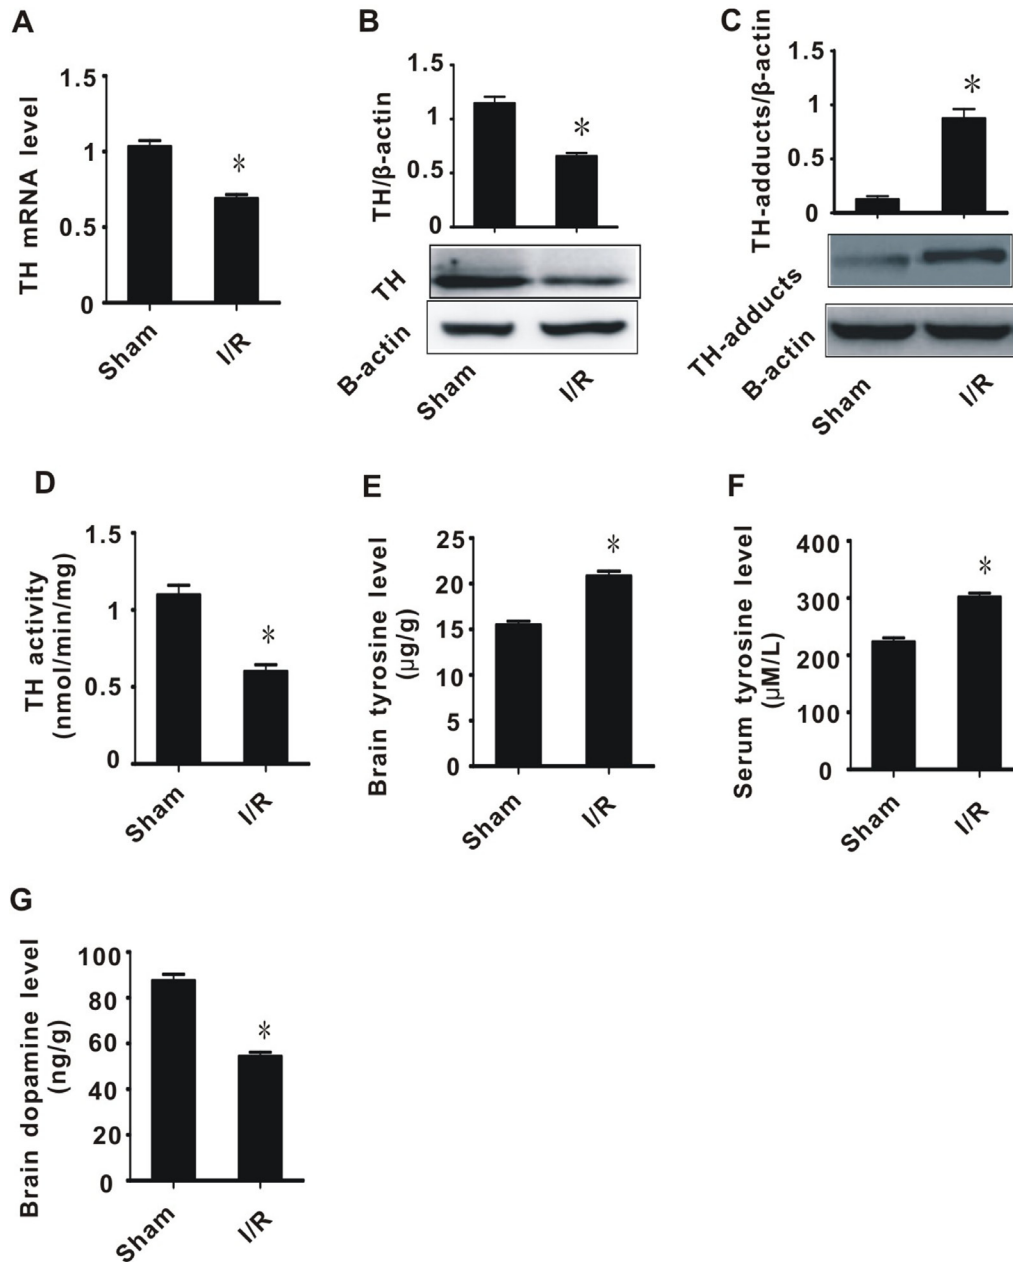 A
TH mRNA level
1.5
1
0.5
0
*
Sham
I/R
B
TH/β-actin
1.5
1
0.5
0
*
TH
B-actin
Sham
I/R
C
TH-adducts/β-actin
1.5
1
0.5
0
*
TH-adducts
B-actin
Sham
I/R
D
TH activity
(nmol/min/mg)
1.5
1
0.5
0
*
Sham
I/R
E
Brain tyrosine level
(μg/g)
25
20
15
10
5
0
*
Sham
I/R
F
Serum tyrosine level
(μM/L)
400
300
200
100
0
*
Sham
I/R
G
Brain dopamine level
(ng/g)
100
80
60
40
20
0
*
Sham
I/R